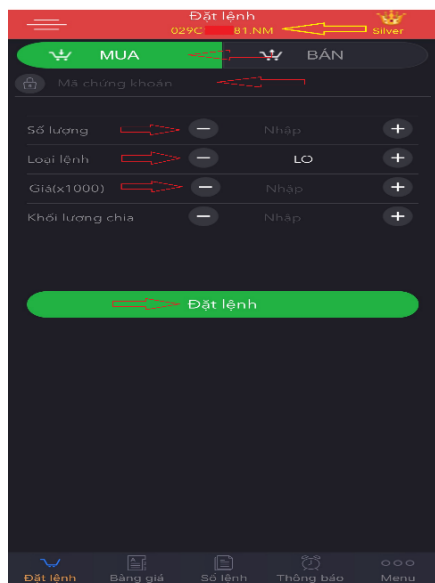 Đặt lệnh
029C 81.NM
Silver
MUA
BÁN
Mã chứng khoán
Số lượng Nhập
Loại lệnh LO
Giá(x1000) Nhập
Khối lượng chia Nhập
Đặt lệnh
Đặt lệnh Bảng giá Sổ lệnh Thông báo Menu